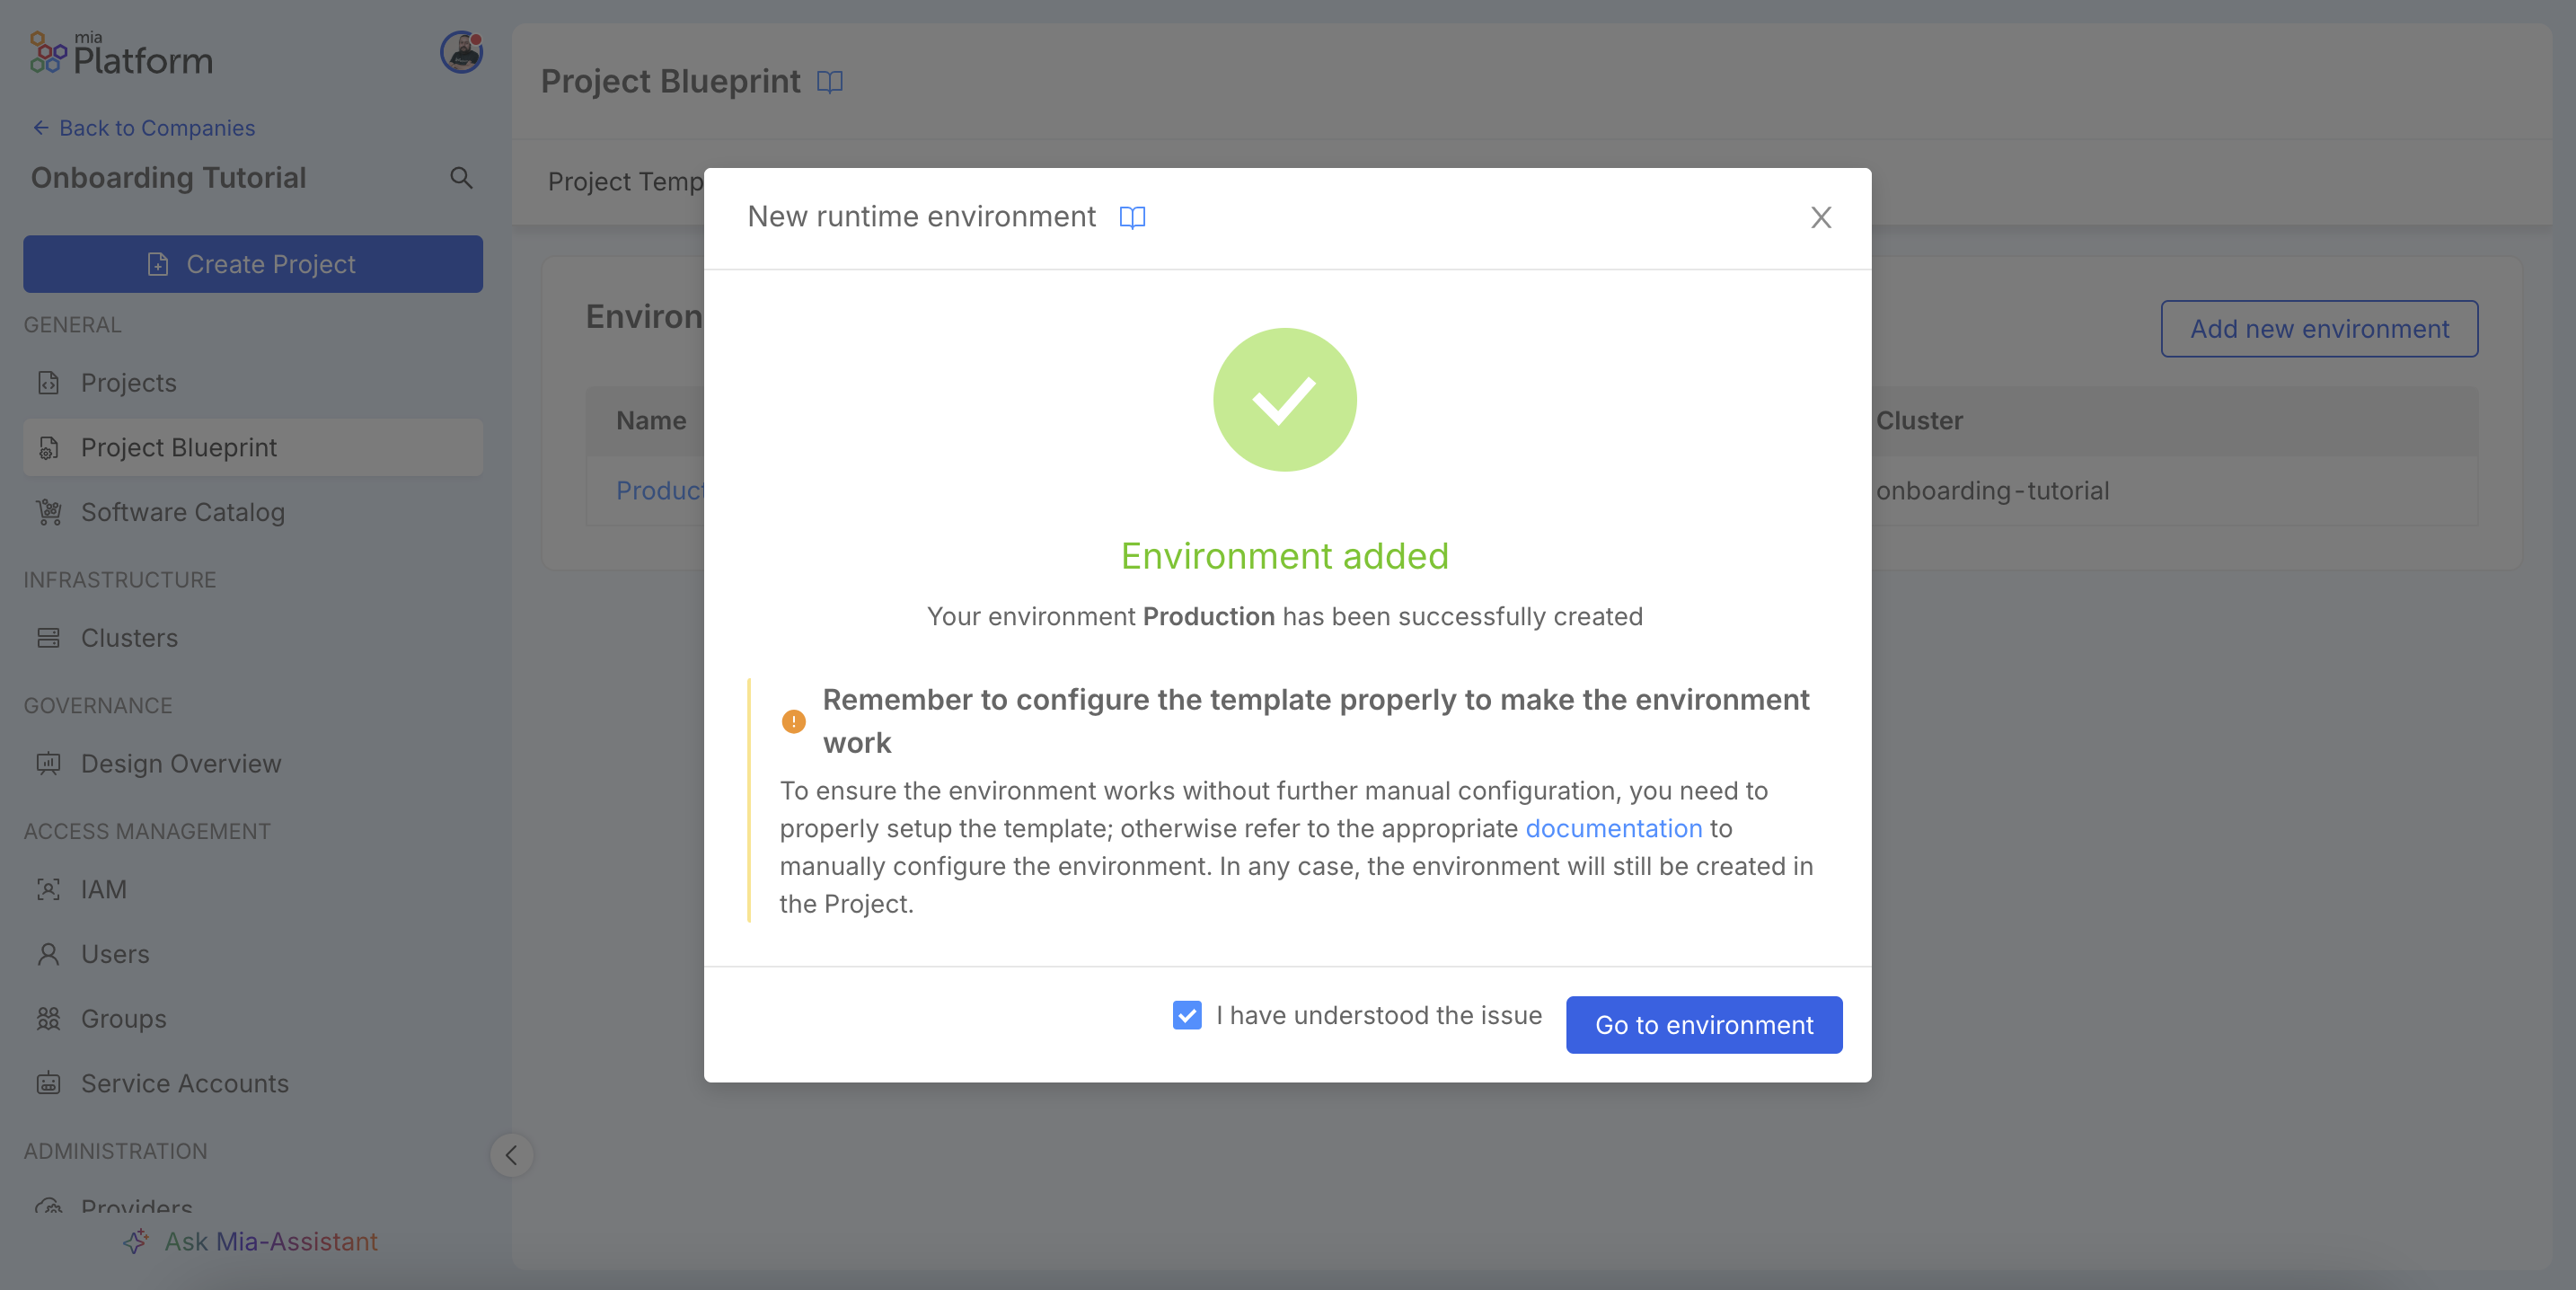 mia
Platform
Back to Companies
Onboarding Tutorial
Create Project
GENERAL
Projects
Project Blueprint
Software Catalog
INFRASTRUCTURE
Clusters
GOVERNANCE
Design Overview
ACCESS MANAGEMENT
IAM
Users
Groups
Service Accounts
ADMINISTRATION
Providers
Ask Mia-Assistant
Project Blueprint
Project Temp
Environ
Add new environment
Name
Cluster
Product
onboarding-tutorial
New runtime environment
Environment added
Your environment Production has been successfully created
Remember to configure the template properly to make the environment
work
To ensure the environment works without further manual configuration, you need to
properly setup the template; otherwise refer to the appropriate documentation to
manually configure the environment. In any case, the environment will still be created in
the Project.
I have understood the issue
Go to environment